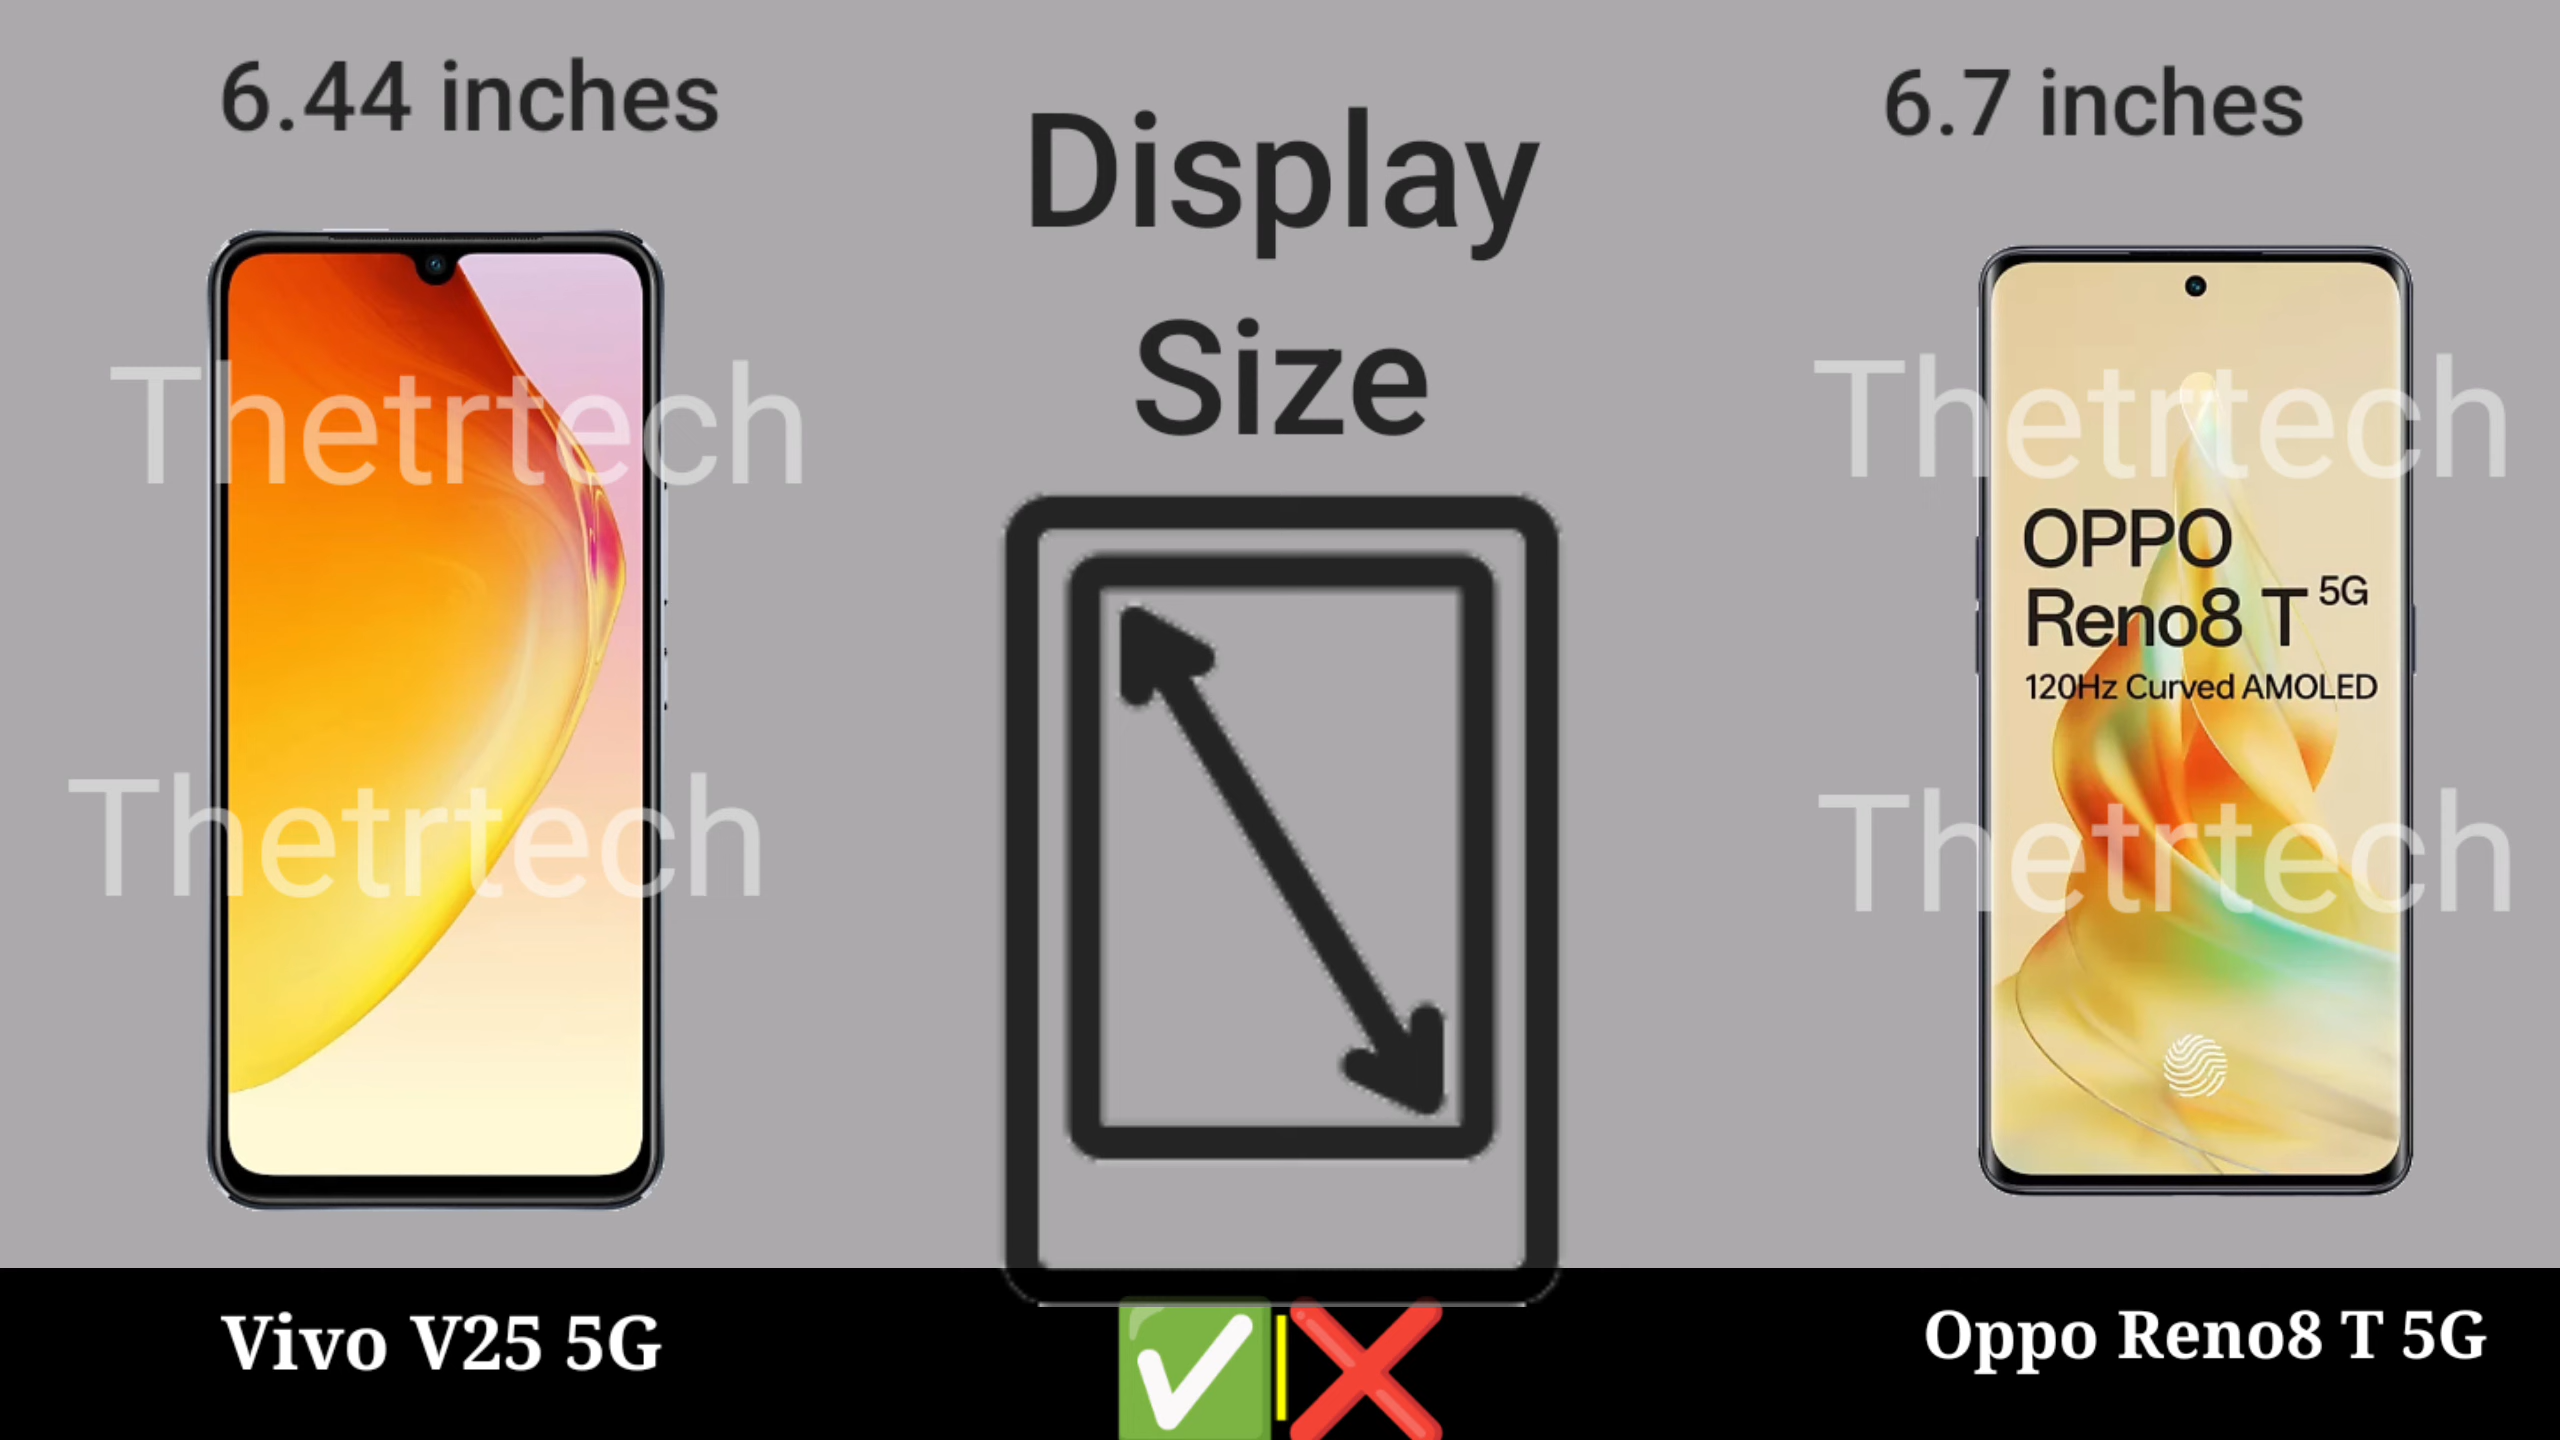 6.44 inches
Display
Size
6.7 inches
Thetrtech
Thetrtech
Thetrtech
OPPO
Reno8 T 5G
120Hz Curved AMOLED
Thetrtech
Vivo V25 5G
Oppo Reno8 T 5G